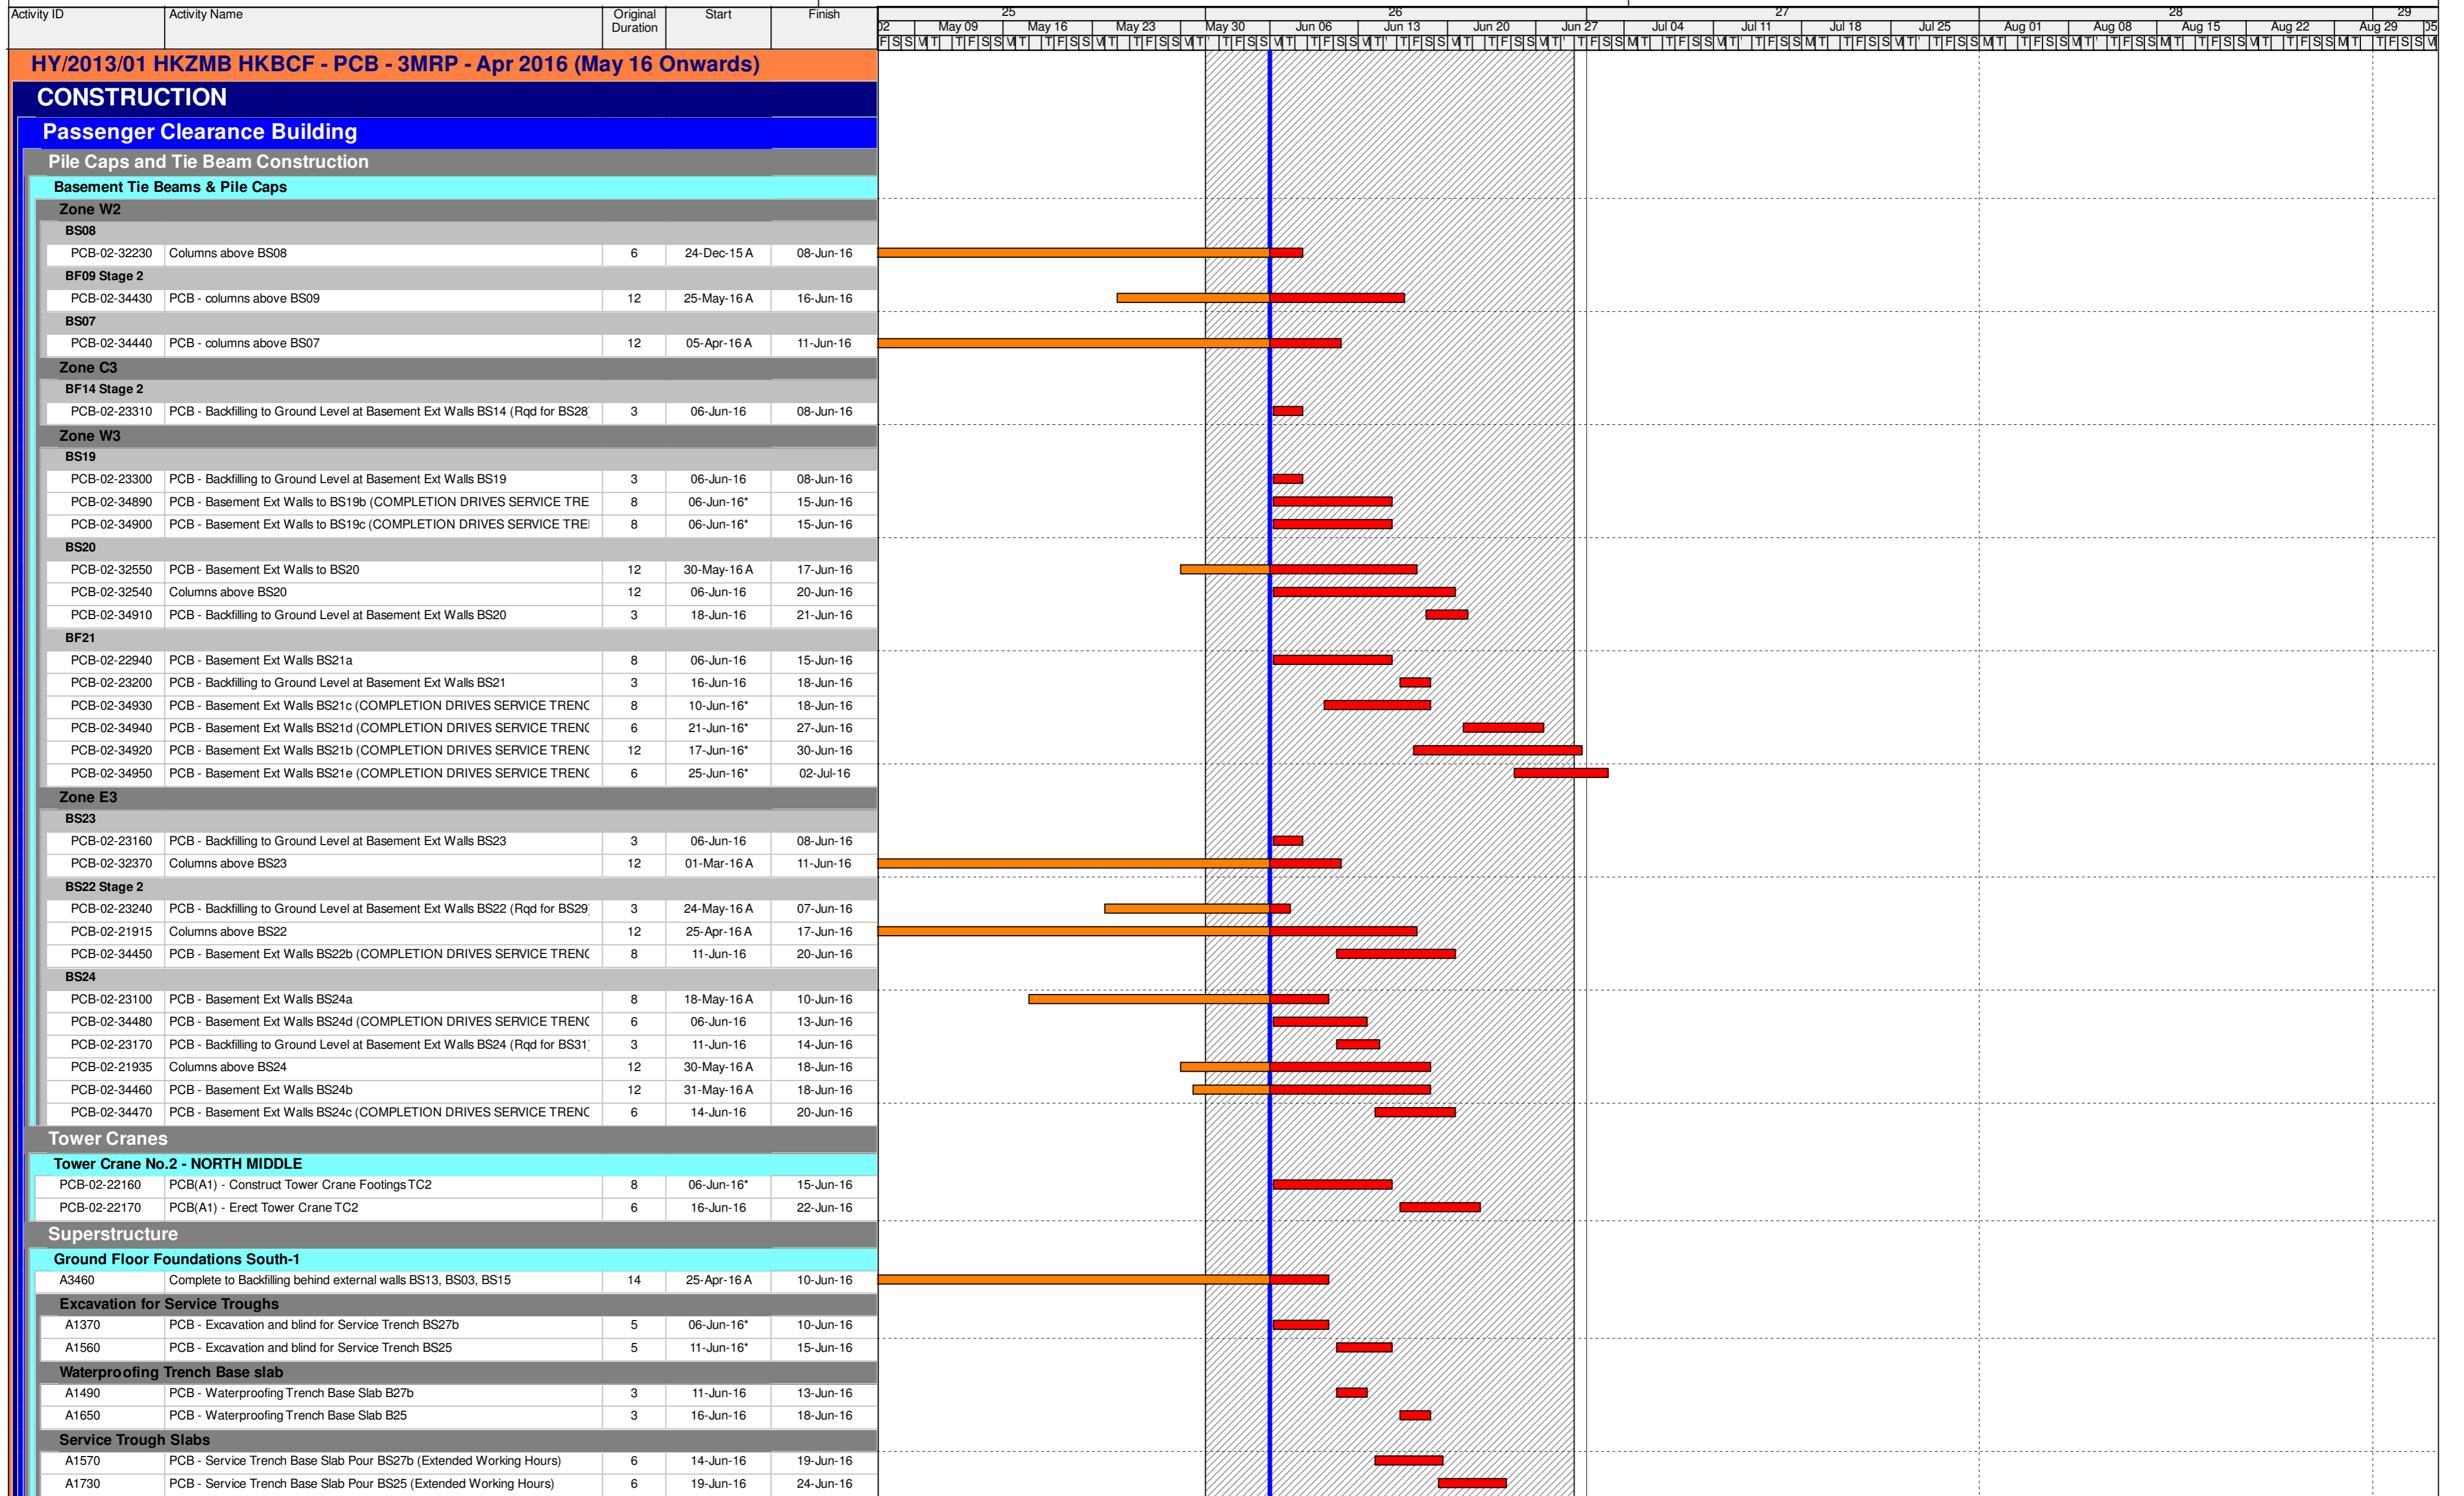 Activity ID Activity Name Original Duration Start Finish
25 26 27 28 29
02 May 09 May 16 May 23 May 30 Jun 06 Jun 13 Jun 20 Jun 27 Jul 04 Jul 11 Jul 18 Jul 25 Aug 01 Aug 08 Aug 15 Aug 22 Aug 29 05
HY/2013/01 HKZMB HKBCF - PCB - 3MRP - Apr 2016 (May 16 Onwards)
CONSTRUCTION
Passenger Clearance Building
Pile Caps and Tie Beam Construction
Basement Tie Beams & Pile Caps
Zone W2
BS08
PCB-02-32230 Columns above BS08 6 24-Dec-15 A 08-Jun-16
BF09 Stage 2
PCB-02-34430 PCB - columns above BS09 12 25-May-16 A 16-Jun-16
BS07
PCB-02-34440 PCB - columns above BS07 12 05-Apr-16 A 11-Jun-16
Zone C3
BF14 Stage 2
PCB-02-23310 PCB - Backfilling to Ground Level at Basement Ext Walls BS14 (Rqd for BS28 3 06-Jun-16 08-Jun-16
Zone W3
BS19
PCB-02-23300 PCB - Backfilling to Ground Level at Basement Ext Walls BS19 3 06-Jun-16 08-Jun-16
PCB-02-34890 PCB - Basement Ext Walls to BS19b (COMPLETION DRIVES SERVICE TRE 8 06-Jun-16* 15-Jun-16
PCB-02-34900 PCB - Basement Ext Walls to BS19c (COMPLETION DRIVES SERVICE TRE 8 06-Jun-16* 15-Jun-16
BS20
PCB-02-32550 PCB - Basement Ext Walls to BS20 12 30-May-16 A 17-Jun-16
PCB-02-32540 Columns above BS20 12 06-Jun-16 20-Jun-16
PCB-02-34910 PCB - Backfilling to Ground Level at Basement Ext Walls BS20 3 18-Jun-16 21-Jun-16
BF21
PCB-02-22940 PCB - Basement Ext Walls BS21a 8 06-Jun-16 15-Jun-16
PCB-02-23200 PCB - Backfilling to Ground Level at Basement Ext Walls BS21 3 16-Jun-16 18-Jun-16
PCB-02-34930 PCB - Basement Ext Walls BS21c (COMPLETION DRIVES SERVICE TRENC 8 10-Jun-16* 18-Jun-16
PCB-02-34940 PCB - Basement Ext Walls BS21d (COMPLETION DRIVES SERVICE TRENC 6 21-Jun-16* 27-Jun-16
PCB-02-34920 PCB - Basement Ext Walls BS21b (COMPLETION DRIVES SERVICE TRENC 12 17-Jun-16* 30-Jun-16
PCB-02-34950 PCB - Basement Ext Walls BS21e (COMPLETION DRIVES SERVICE TRENC 6 25-Jun-16* 02-Jul-16
Zone E3
BS23
PCB-02-23160 PCB - Backfilling to Ground Level at Basement Ext Walls BS23 3 06-Jun-16 08-Jun-16
PCB-02-32370 Columns above BS23 12 01-Mar-16 A 11-Jun-16
BS22 Stage 2
PCB-02-23240 PCB - Backfilling to Ground Level at Basement Ext Walls BS22 (Rqd for BS29 3 24-May-16 A 07-Jun-16
PCB-02-21915 Columns above BS22 12 25-Apr-16 A 17-Jun-16
PCB-02-34450 PCB - Basement Ext Walls BS22b (COMPLETION DRIVES SERVICE TRENC 8 11-Jun-16 20-Jun-16
BS24
PCB-02-23100 PCB - Basement Ext Walls BS24a 8 18-May-16 A 10-Jun-16
PCB-02-34480 PCB - Basement Ext Walls BS24d (COMPLETION DRIVES SERVICE TRENC 6 06-Jun-16 13-Jun-16
PCB-02-23170 PCB - Backfilling to Ground Level at Basement Ext Walls BS24 (Rqd for BS31 3 11-Jun-16 14-Jun-16
PCB-02-21935 Columns above BS24 12 30-May-16 A 18-Jun-16
PCB-02-34460 PCB - Basement Ext Walls BS24b 12 31-May-16 A 18-Jun-16
PCB-02-34470 PCB - Basement Ext Walls BS24c (COMPLETION DRIVES SERVICE TRENC 6 14-Jun-16 20-Jun-16
Tower Cranes
Tower Crane No.2 - NORTH MIDDLE
PCB-02-22160 PCB(A1) - Construct Tower Crane Footings TC2 8 06-Jun-16* 15-Jun-16
PCB-02-22170 PCB(A1) - Erect Tower Crane TC2 6 16-Jun-16 22-Jun-16
Superstructure
Ground Floor Foundations South-1
A3460 Complete to Backfilling behind external walls BS13, BS03, BS15 14 25-Apr-16 A 10-Jun-16
Excavation for Service Troughs
A1370 PCB - Excavation and blind for Service Trench BS27b 5 06-Jun-16* 10-Jun-16
A1560 PCB - Excavation and blind for Service Trench BS25 5 11-Jun-16* 15-Jun-16
Waterproofing Trench Base slab
A1490 PCB - Waterproofing Trench Base Slab B27b 3 11-Jun-16 13-Jun-16
A1650 PCB - Waterproofing Trench Base Slab B25 3 16-Jun-16 18-Jun-16
Service Trough Slabs
A1570 PCB - Service Trench Base Slab Pour BS27b (Extended Working Hours) 6 14-Jun-16 19-Jun-16
A1730 PCB - Service Trench Base Slab Pour BS25 (Extended Working Hours) 6 19-Jun-16 24-Jun-16